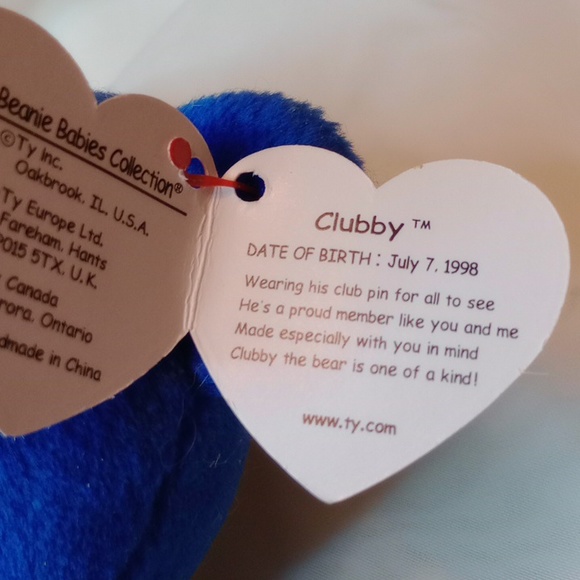 Beanie Babies Collection®
©Ty Inc.
Oakbrook, IL, U.S.A.
Ty Europe Ltd.
Fareham, Hants
PO15 5TX, U.K.
Canada
Ontario
made in China
Clubby ™
DATE OF BIRTH : July 7, 1998
Wearing his club pin for all to see
He's a proud member like you and me
Made especially with you in mind
Clubby the bear is one of a kind!
www.ty.com